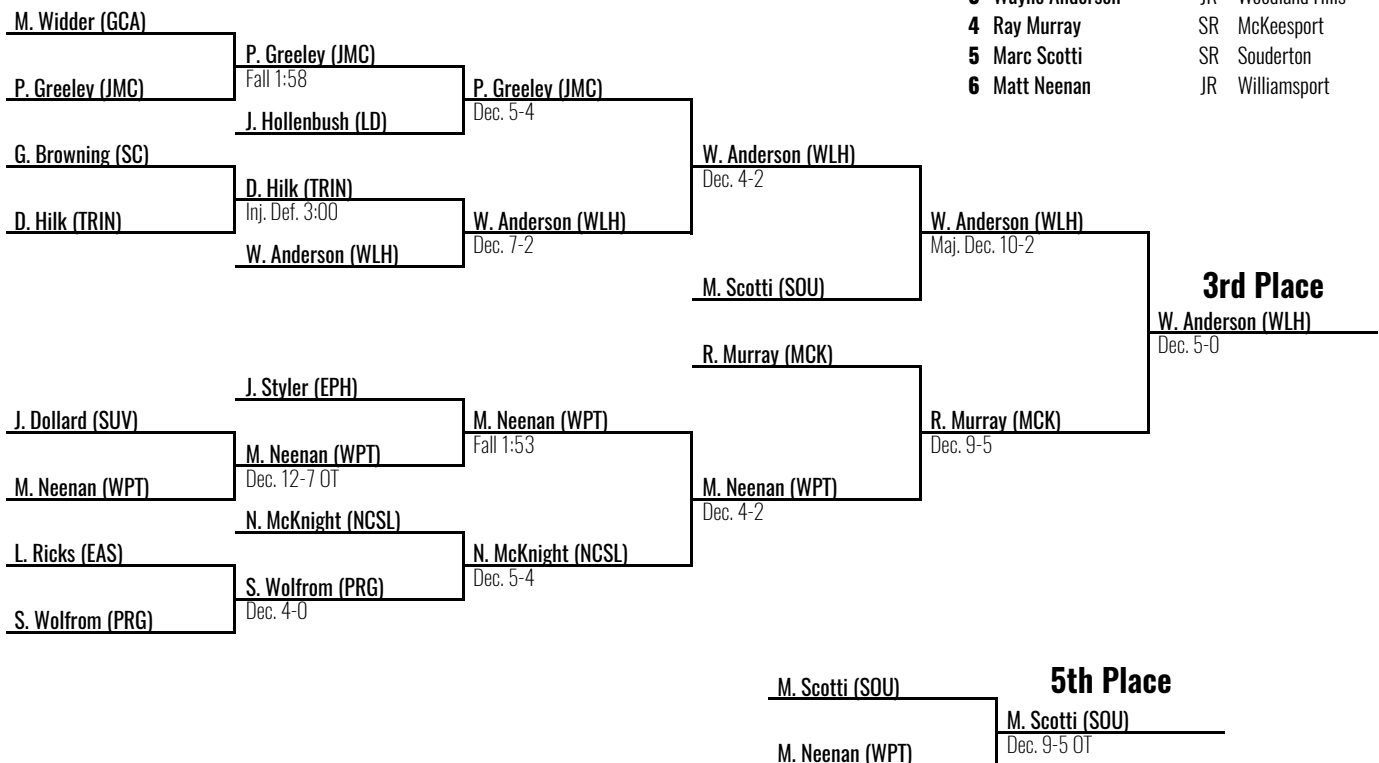 3 Wayne Anderson JR Woodland Hills
4 Ray Murray SR McKeesport
5 Marc Scotti SR Souderton
6 Matt Neenan JR Williamsport
M. Widder (GCA)
P. Greeley (JMC)
Fall 1:58
P. Greeley (JMC)
P. Greeley (JMC)
Dec. 5-4
J. Hollenbush (LD)
G. Browning (SC)
W. Anderson (WLH)
Dec. 4-2
D. Hilk (TRIN)
Inj. Def. 3:00
D. Hilk (TRIN)
W. Anderson (WLH)
Dec. 7-2
W. Anderson (WLH)
Maj. Dec. 10-2
W. Anderson (WLH)
M. Scotti (SOU)
3rd Place
W. Anderson (WLH)
Dec. 5-0
R. Murray (MCK)
J. Styler (EPH)
J. Dollard (SUV)
M. Neenan (WPT)
Fall 1:53
R. Murray (MCK)
Dec. 9-5
M. Neenan (WPT)
Dec. 12-7 OT
M. Neenan (WPT)
M. Neenan (WPT)
Dec. 4-2
N. McKnight (NCSL)
L. Ricks (EAS)
N. McKnight (NCSL)
Dec. 5-4
S. Wolfrom (PRG)
Dec. 4-0
S. Wolfrom (PRG)
5th Place
M. Scotti (SOU)
M. Scotti (SOU)
Dec. 9-5 OT
M. Neenan (WPT)